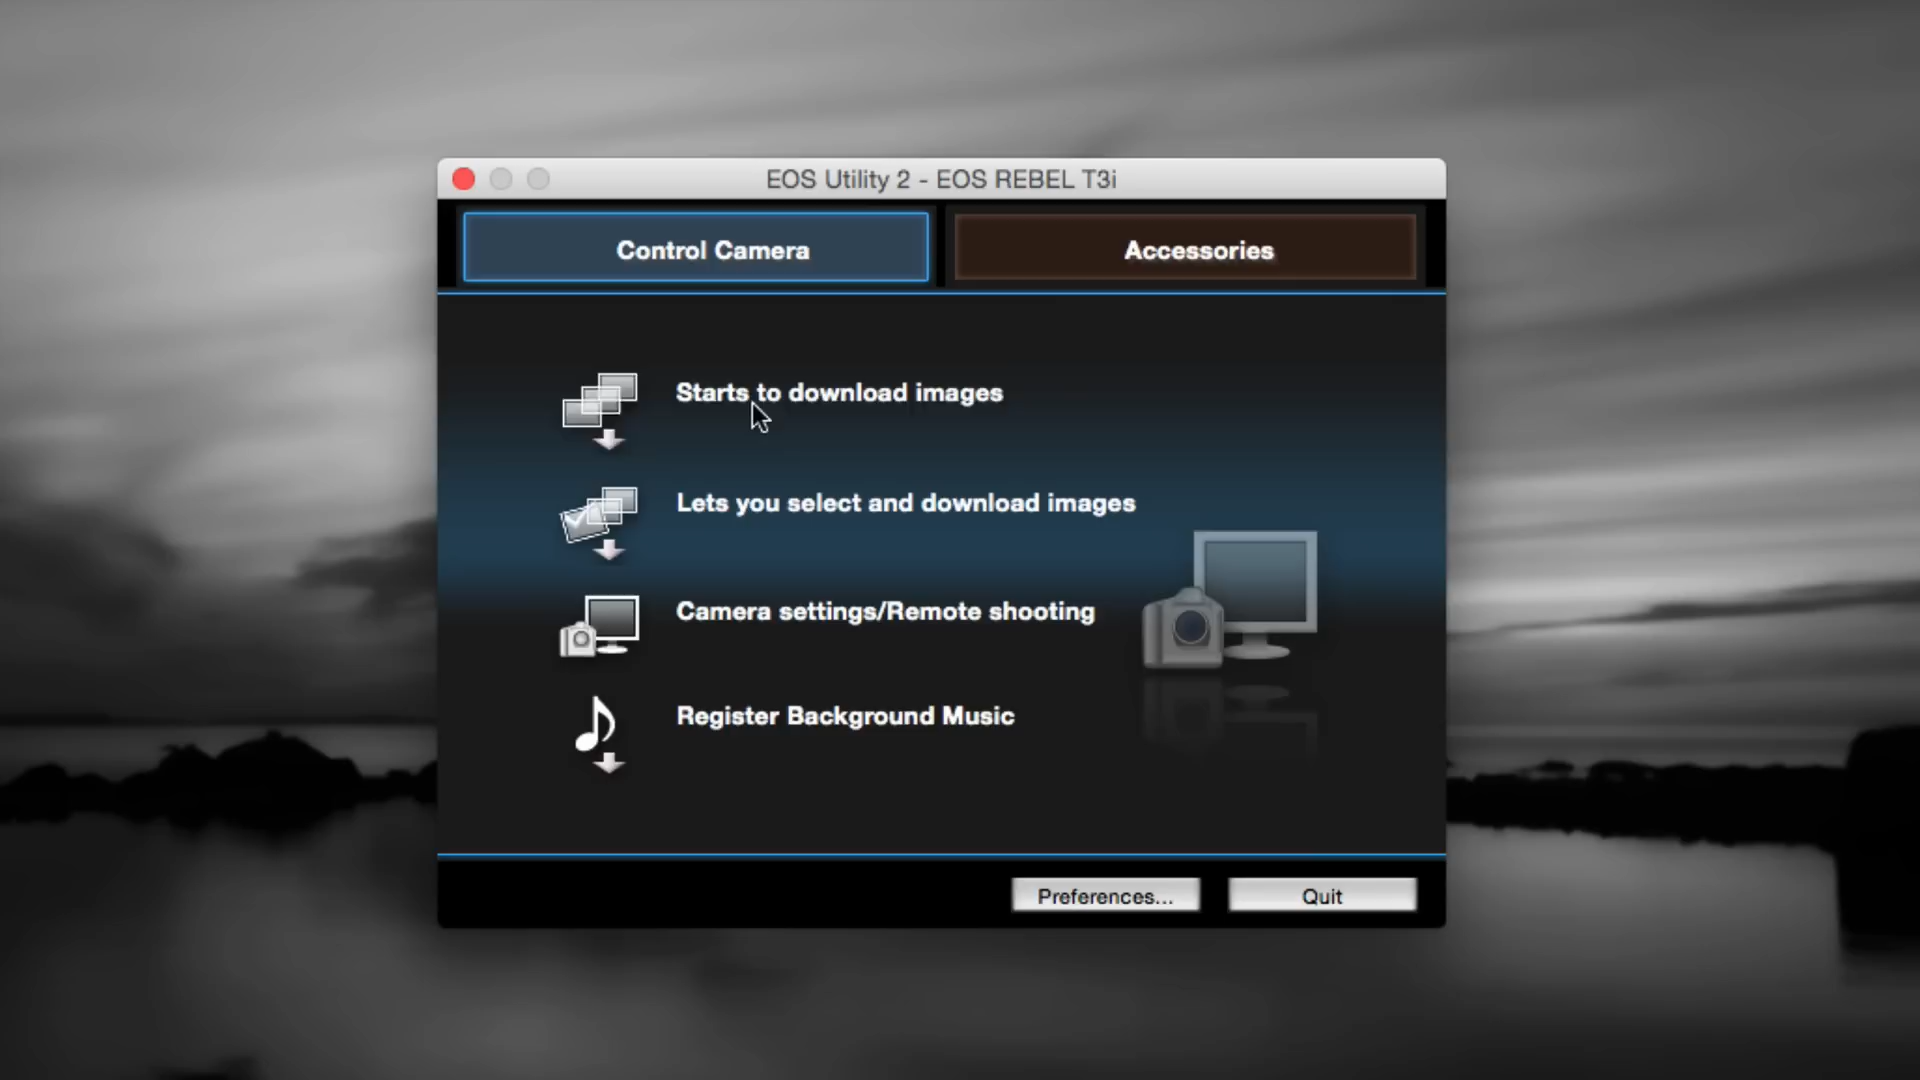 EOS Utility 2 - EOS REBEL T3i
Control Camera
Accessories
Starts to download images
Lets you select and download images
Camera settings/Remote shooting
Register Background Music
Preferences...
Quit